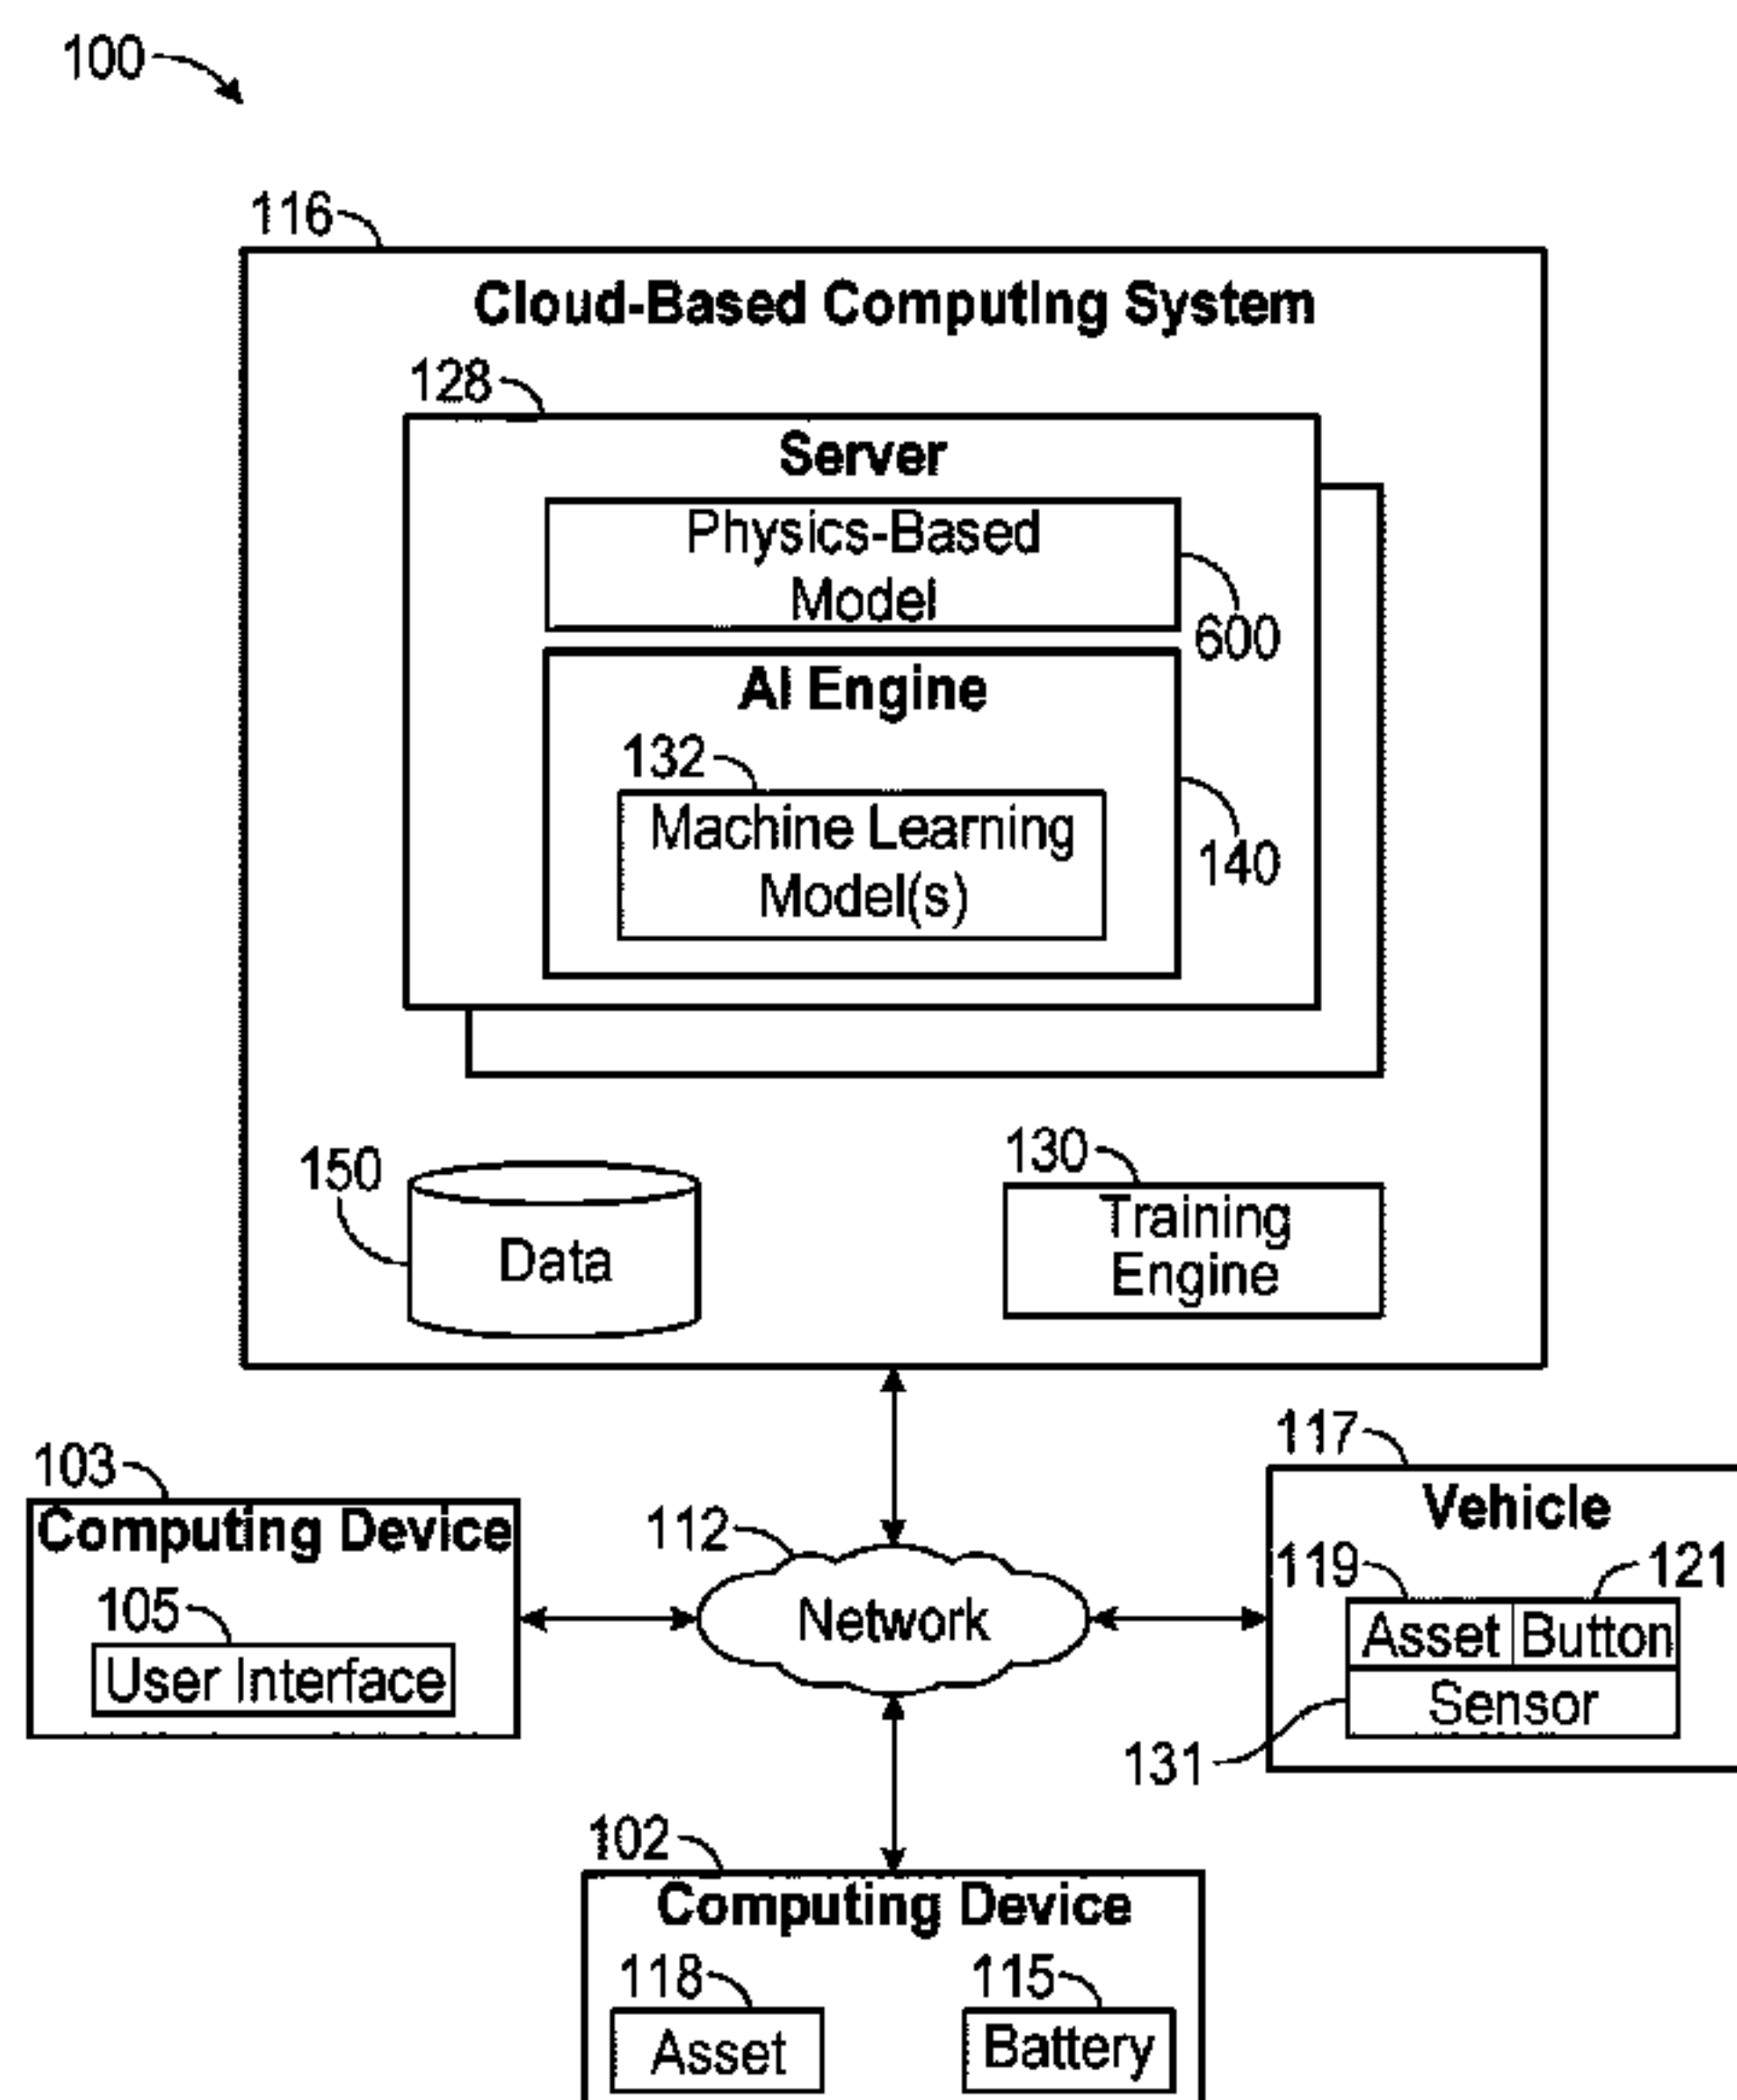 100
116
Cloud-Based Computing System
128
Server
Physics-Based
Model
600
AI Engine
132
Machine Learning
Model(s)
140
150
Data
130
Training
Engine
103
Computing Device
105
User Interface
112
Network
117
Vehicle
119
121
Asset
Button
Sensor
131
102
Computing Device
118
115
Asset
Battery